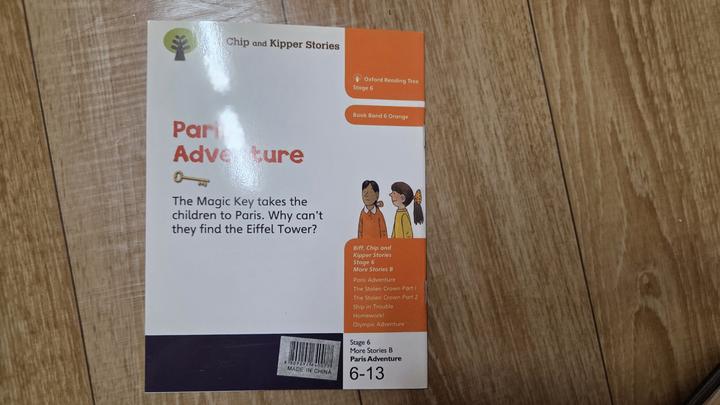 Chip and Kipper Stories
Oxford Reading Tree
Stage 6
Book Band 6 Orange
Paris
Adventure
The Magic Key takes the
children to Paris. Why can't
they find the Eiffel Tower?
Biff, Chip and
Kipper Stories
Stage 6
More Stories B
Paris Adventure
The Stolen Crown Part 1
The Stolen Crown Part 2
Ship in Trouble
Homework!
Olympic Adventure
Stage 6
More Stories B
Paris Adventure
6-13
MADE IN CHINA